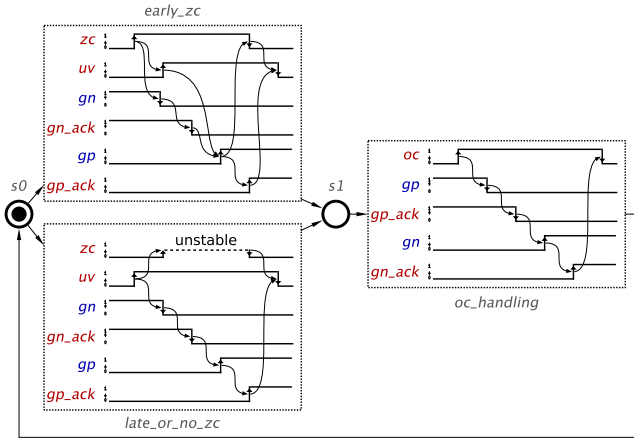 early_zc
zc
uv
gn
gn_ack
gp
gp_ack
s0
s1
oc
gp
gp_ack
gn
gn_ack
oc_handling
zc
unstable
uv
gn
gn_ack
gp
gp_ack
late_or_no_zc